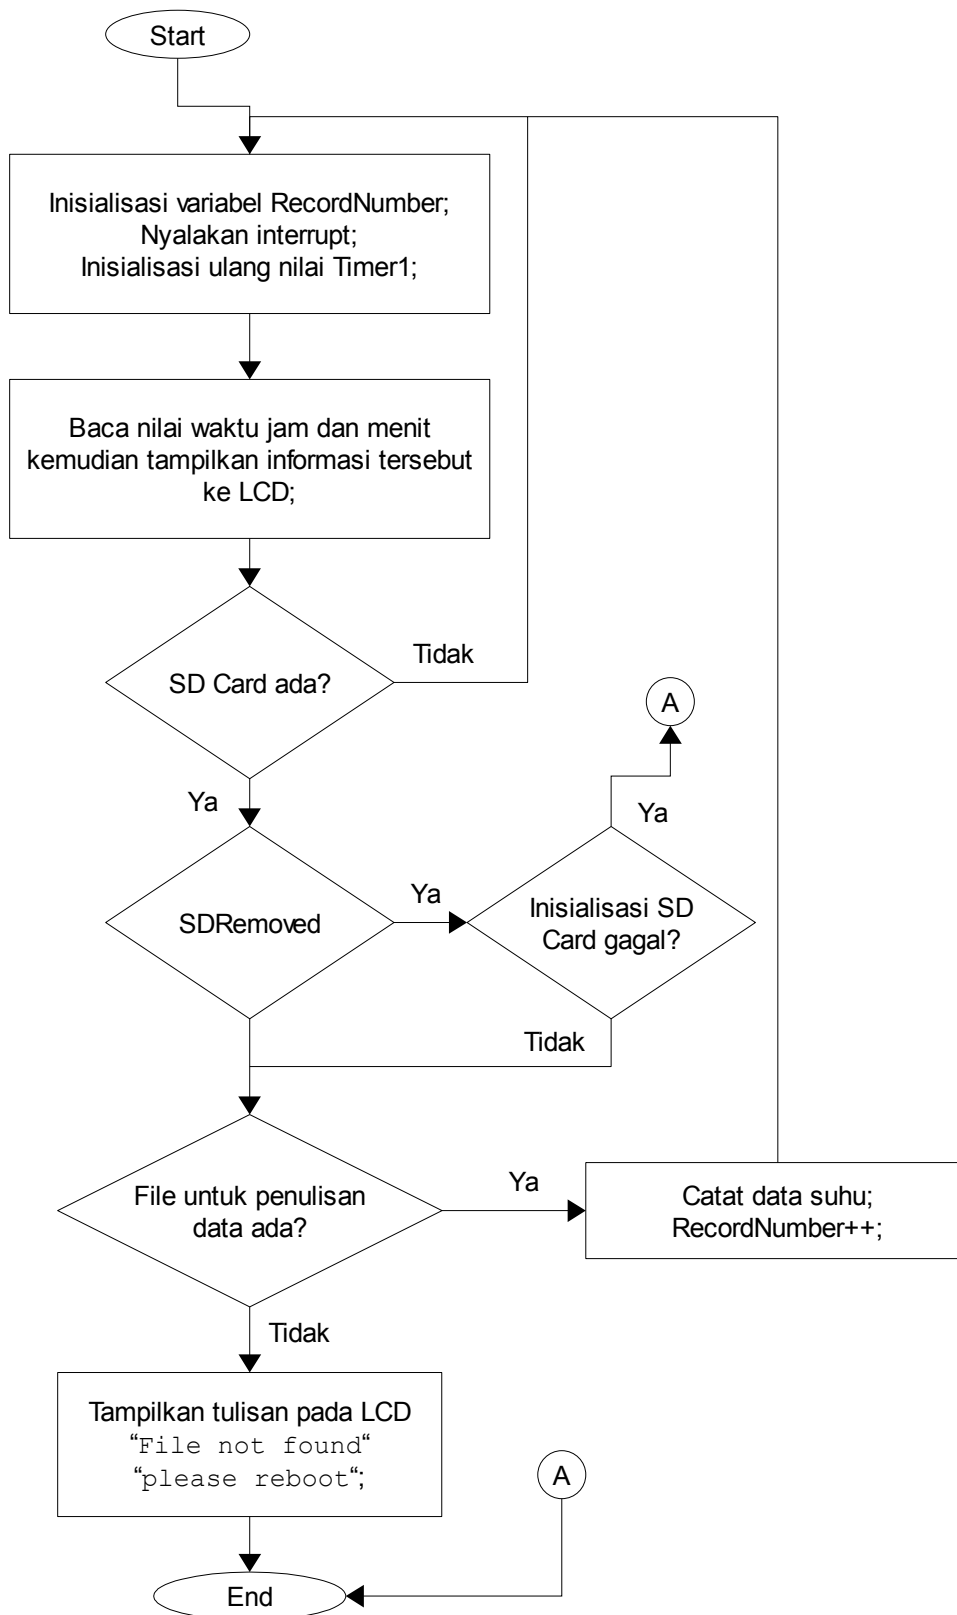 Start
Inisialisasi variabel RecordNumber;
Nyalakan interrupt;
Inisialisasi ulang nilai Timer1;
Baca nilai waktu jam dan menit
kemudian tampilkan informasi tersebut
ke LCD;
SD Card ada?
Tidak
A
Ya
Ya
SDRemoved
Ya
Inisialisasi SD
Card gagal?
Tidak
File untuk penulisan
data ada?
Ya
Catat data suhu;
RecordNumber++;
Tidak
Tampilkan tulisan pada LCD
“File not found“
“please reboot“;
A
End